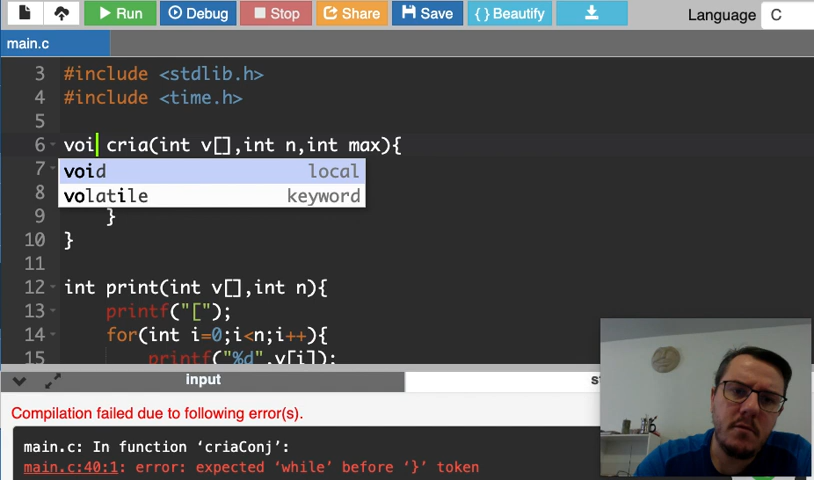 Run Debug Stop Share Save { } Beautify Language C
main.c
3 #include <stdlib.h>
4 #include <time.h>
5
6 voi cria(int v[],int n,int max){
7 void local
8 volatile keyword
9 }
10 }
11
12 int print(int v[],int n){
13 printf("[");
14 for(int i=0;i<n;i++){
15 printf("%d",v[i]);
input
Compilation failed due to following error(s).
main.c: In function ‘criaConj’:
main.c:40:1: error: expected ‘while’ before ‘}’ token